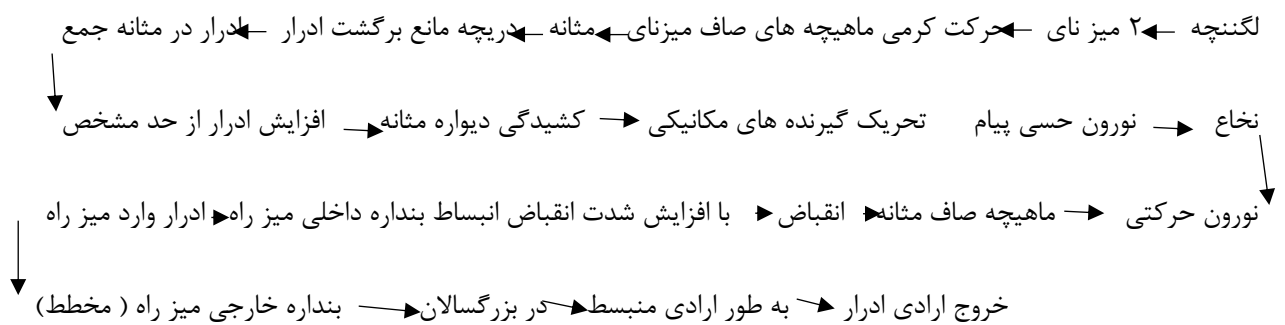 لگنچه ← ۲ میز نای ← حرکت کرمی ماهیچه های صاف میزنای ← مثانه ← دریچه مانع برگشت ادرار ← ادرار در مثانه جمع
نخاع ← نورون حسی پیام تحریک گیرنده های مکانیکی ← کشیدگی دیواره مثانه ← افزایش ادرار از حد مشخص
نورون حرکتی ← ماهیچه صاف مثانه ← انقباض ← با افزایش شدت انقباض انبساط بنداره داخلی میز راه ← ادرار وارد میز راه
خروج ارادی ادرار ← به طور ارادی منبسط ← در بزرگسالان ← بنداره خارجی میز راه ( مخطط)